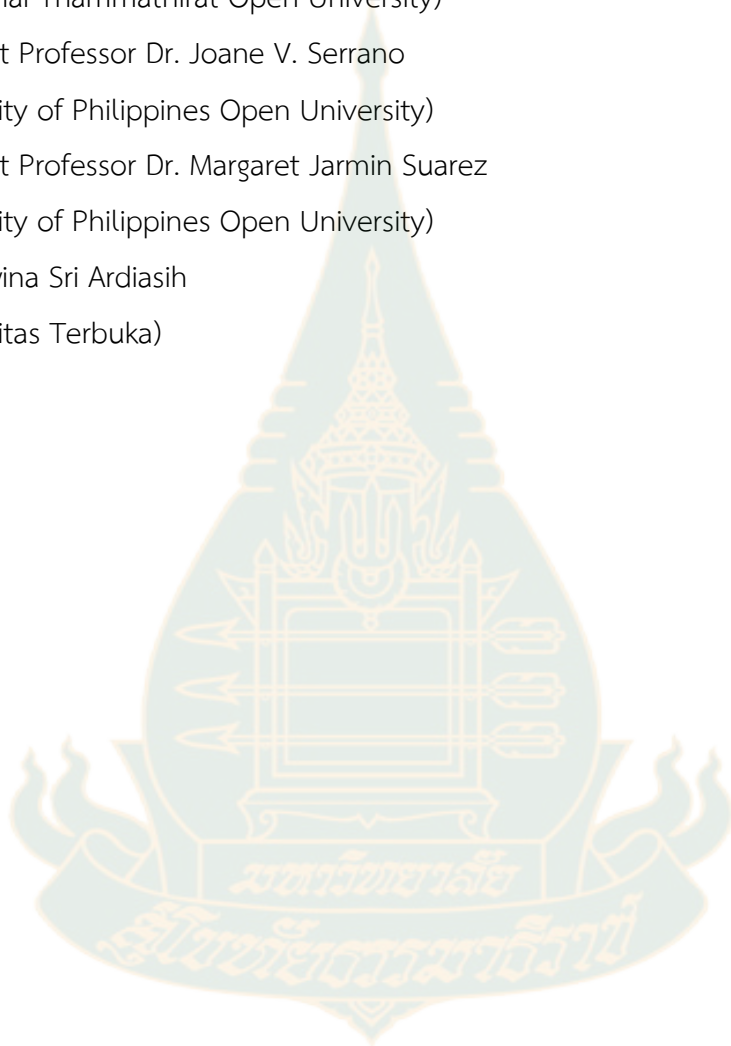 Thammathirat Open University)
t Professor Dr. Joane V. Serrano
ity of Philippines Open University)
t Professor Dr. Margaret Jarmin Suarez
ity of Philippines Open University)
vina Sri Ardiasih
itas Terbuka)
มหาวิทยาลัย
สุโขทัยธรรมาธิราช